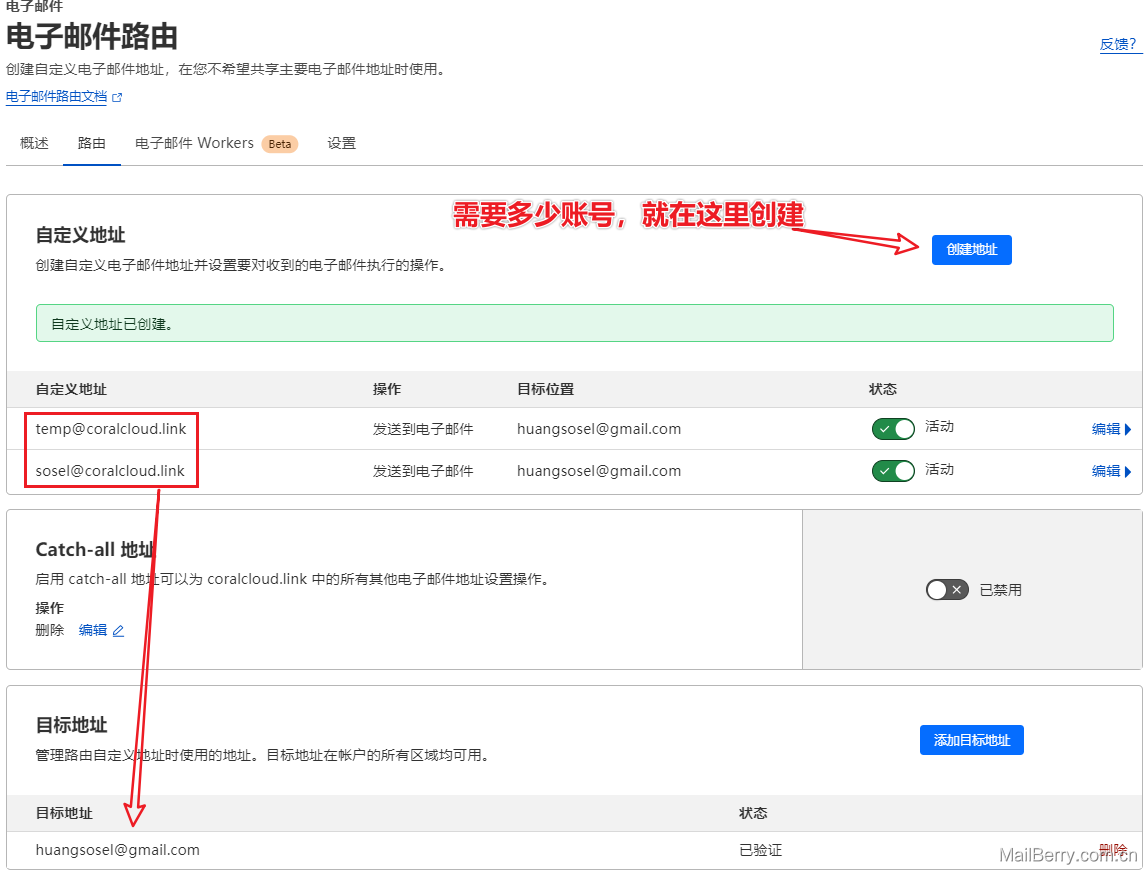 电子邮件
电子邮件路由
反馈?
创建自定义电子邮件地址，在您不希望共享主要电子邮件地址时使用。
电子邮件路由文档
概述 路由 电子邮件 Workers Beta 设置
需要多少账号，就在这里创建
自定义地址
创建地址
创建自定义电子邮件地址并设置要对收到的电子邮件执行的操作。
自定义地址已创建。
自定义地址 操作 目标位置 状态
temp@coralcloud.link 发送到电子邮件 huangsosel@gmail.com 活动 编辑
sosel@coralcloud.link 发送到电子邮件 huangsosel@gmail.com 活动 编辑
Catch-all 地址
启用 catch-all 地址可以为 coralcloud.link 中的所有其他电子邮件地址设置操作。
已禁用
操作
删除 编辑
目标地址
添加目标地址
管理路由自定义地址时使用的地址。目标地址在帐户的所有区域均可用。
目标地址 状态
huangsosel@gmail.com 已验证 删除
MailBerry.com.cn